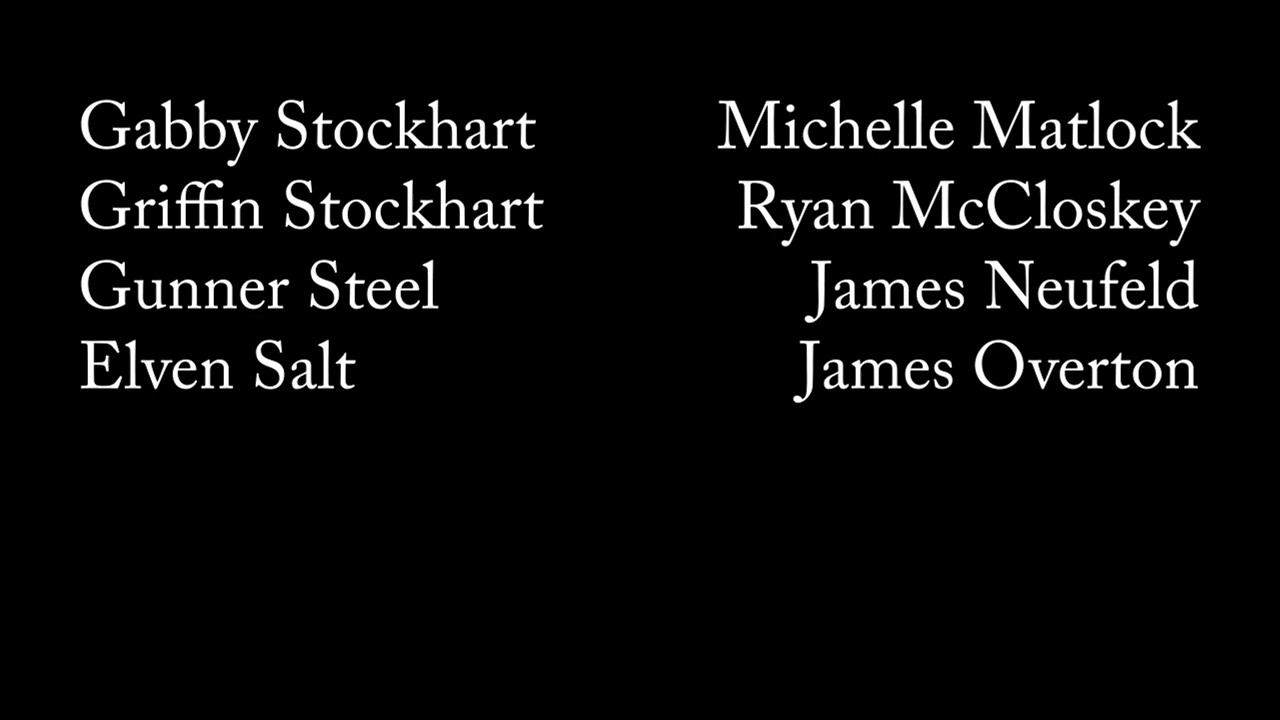 Gabby Stockhart Michelle Matlock
Griffin Stockhart Ryan McCloskey
Gunner Steel James Neufeld
Elven Salt James Overton